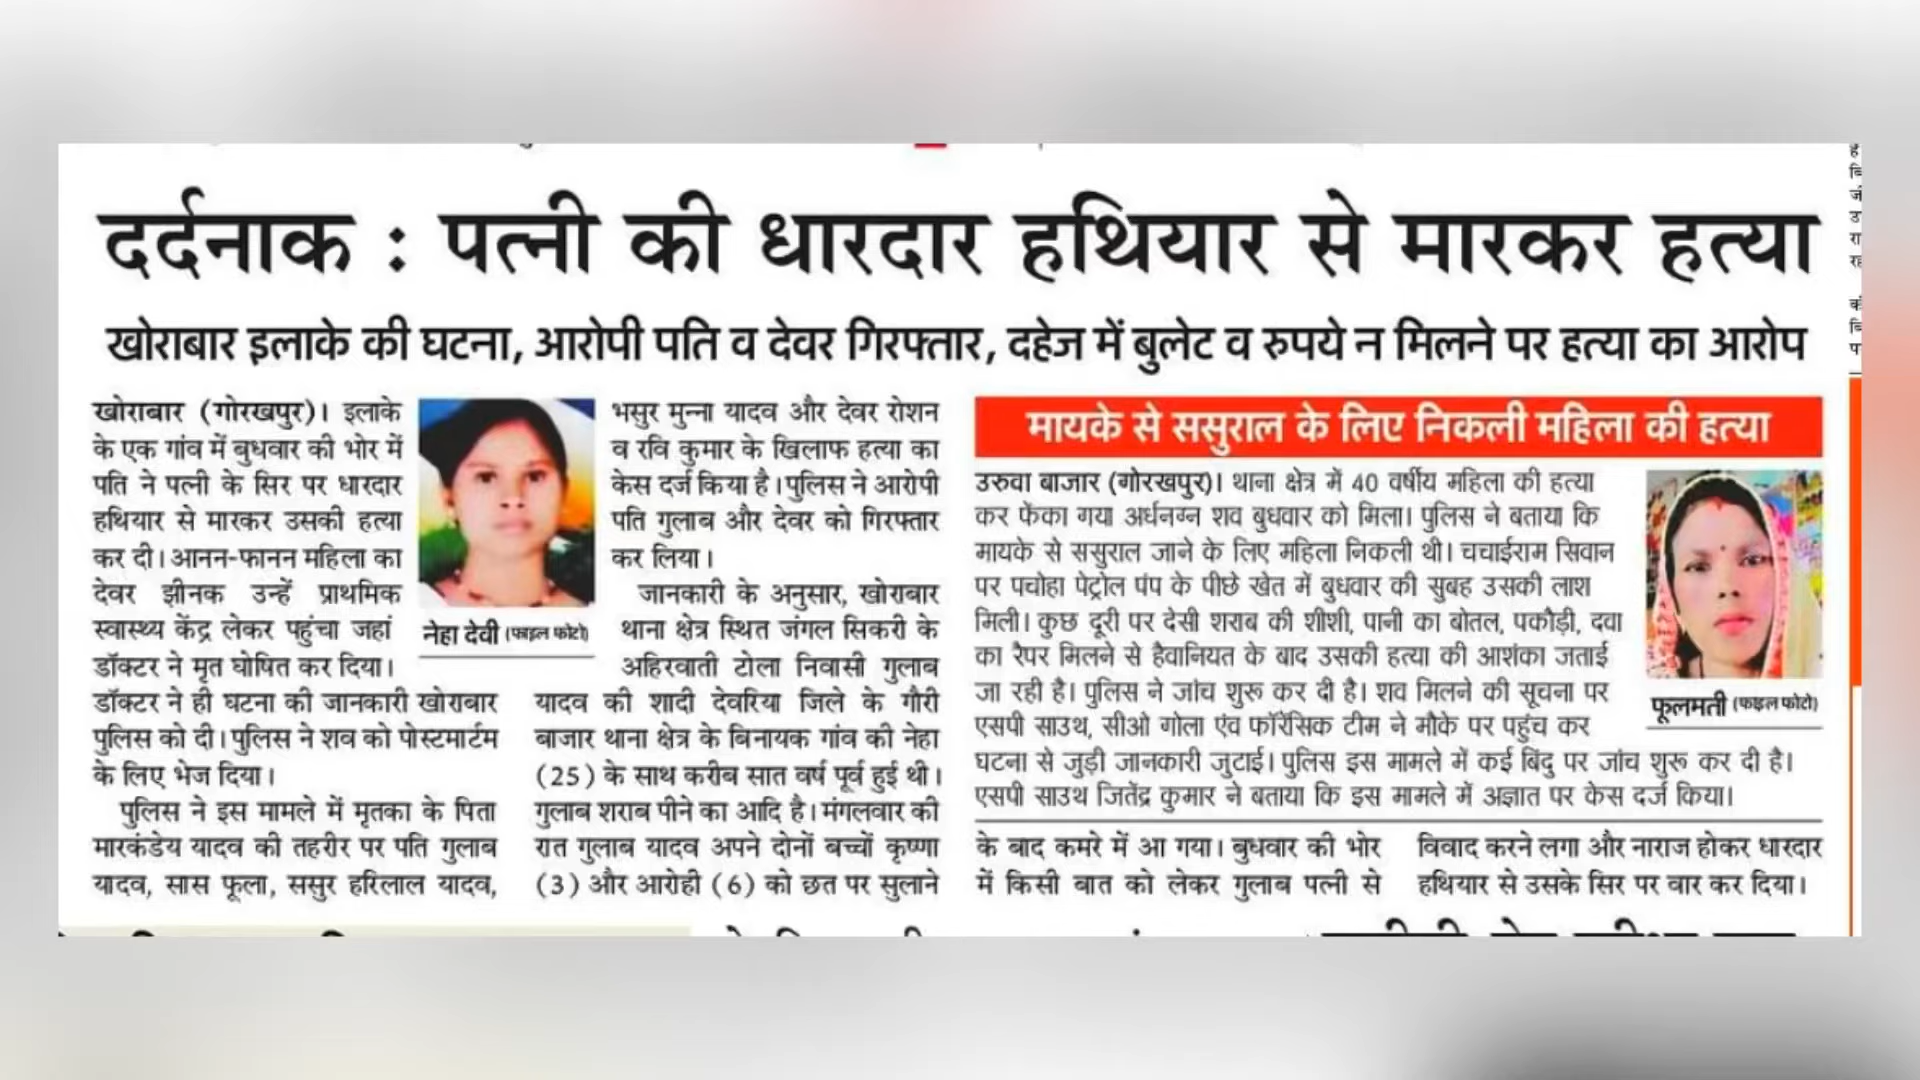 दर्दनाक : पत्नी की धारदार हथियार से मारकर हत्या
खोराबार इलाके की घटना, आरोपी पति व देवर गिरफ्तार, दहेज में बुलेट व रुपये न मिलने पर हत्या का आरोप
खोराबार (गोरखपुर)। इलाके
के एक गांव में बुधवार की भोर में
पति ने पत्नी के सिर पर धारदार
हथियार से मारकर उसकी हत्या
कर दी। आनन-फानन महिला का
देवर झीनक उन्हें प्राथमिक
स्वास्थ्य केंद्र लेकर पहुंचा जहां
डॉक्टर ने मृत घोषित कर दिया।
डॉक्टर ने ही घटना की जानकारी खोराबार
पुलिस को दी। पुलिस ने शव को पोस्टमार्टम
के लिए भेज दिया।
पुलिस ने इस मामले में मृतका के पिता
मारकंडेय यादव की तहरीर पर पति गुलाब
यादव, सास फूला, ससुर हरिलाल यादव,
नेहा देवी (फाइल फोटो)
भसुर मुन्ना यादव और देवर रोशन
व रवि कुमार के खिलाफ हत्या का
केस दर्ज किया है। पुलिस ने आरोपी
पति गुलाब और देवर को गिरफ्तार
कर लिया।
जानकारी के अनुसार, खोराबार
थाना क्षेत्र स्थित जंगल सिकरी के
अहिरवाती टोला निवासी गुलाब
यादव की शादी देवरिया जिले के गौरी
बाजार थाना क्षेत्र के बिनायक गांव की नेहा
(25) के साथ करीब सात वर्ष पूर्व हुई थी।
गुलाब शराब पीने का आदि है। मंगलवार की
रात गुलाब यादव अपने दोनों बच्चों कृष्णा
(3) और आरोही (6) को छत पर सुलाने
के बाद कमरे में आ गया। बुधवार की भोर
में किसी बात को लेकर गुलाब पत्नी से
विवाद करने लगा और नाराज होकर धारदार
हथियार से उसके सिर पर वार कर दिया।
मायके से ससुराल के लिए निकली महिला की हत्या
उरुवा बाजार (गोरखपुर)। थाना क्षेत्र में 40 वर्षीय महिला की हत्या
कर फेंका गया अर्धनग्न शव बुधवार को मिला। पुलिस ने बताया कि
मायके से ससुराल जाने के लिए महिला निकली थी। चचाईराम सिवान
पर पचोहा पेट्रोल पंप के पीछे खेत में बुधवार की सुबह उसकी लाश
मिली। कुछ दूरी पर देसी शराब की शीशी, पानी का बोतल, पकौड़ी, दवा
का रैपर मिलने से हैवानियत के बाद उसकी हत्या की आशंका जताई
जा रही है। पुलिस ने जांच शुरू कर दी है। शव मिलने की सूचना पर
एसपी साउथ, सीओ गोला एंव फॉरेंसिक टीम ने मौके पर पहुंच कर
घटना से जुड़ी जानकारी जुटाई। पुलिस इस मामले में कई बिंदु पर जांच शुरू कर दी है।
एसपी साउथ जितेंद्र कुमार ने बताया कि इस मामले में अज्ञात पर केस दर्ज किया।
फूलमती (फाइल फोटो)